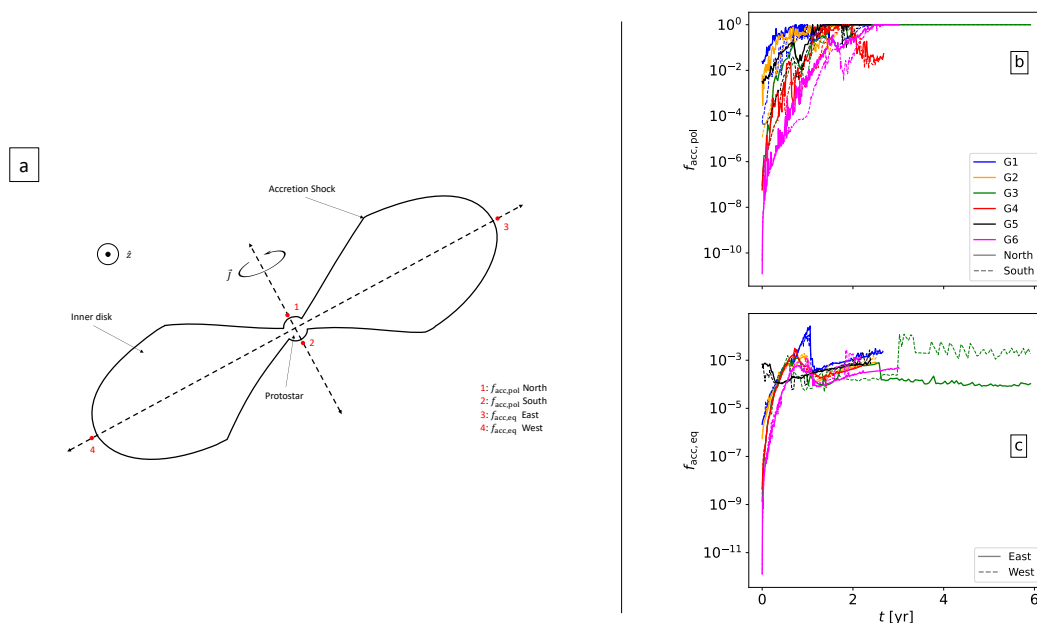 a
Accretion Shock
3
ẑ
j⃗
1
Inner disk
2
Protostar
1: f_acc,pol North
2: f_acc,pol South
3: f_acc,eq East
4: f_acc,eq West
4
b
10^0
10^-2
10^-4
10^-6
10^-8
10^-10
f_acc,pol
G1
G2
G3
G4
G5
G6
North
South
c
10^-3
10^-5
10^-7
10^-9
10^-11
f_acc,eq
East
West
0
2
4
6
t [yr]